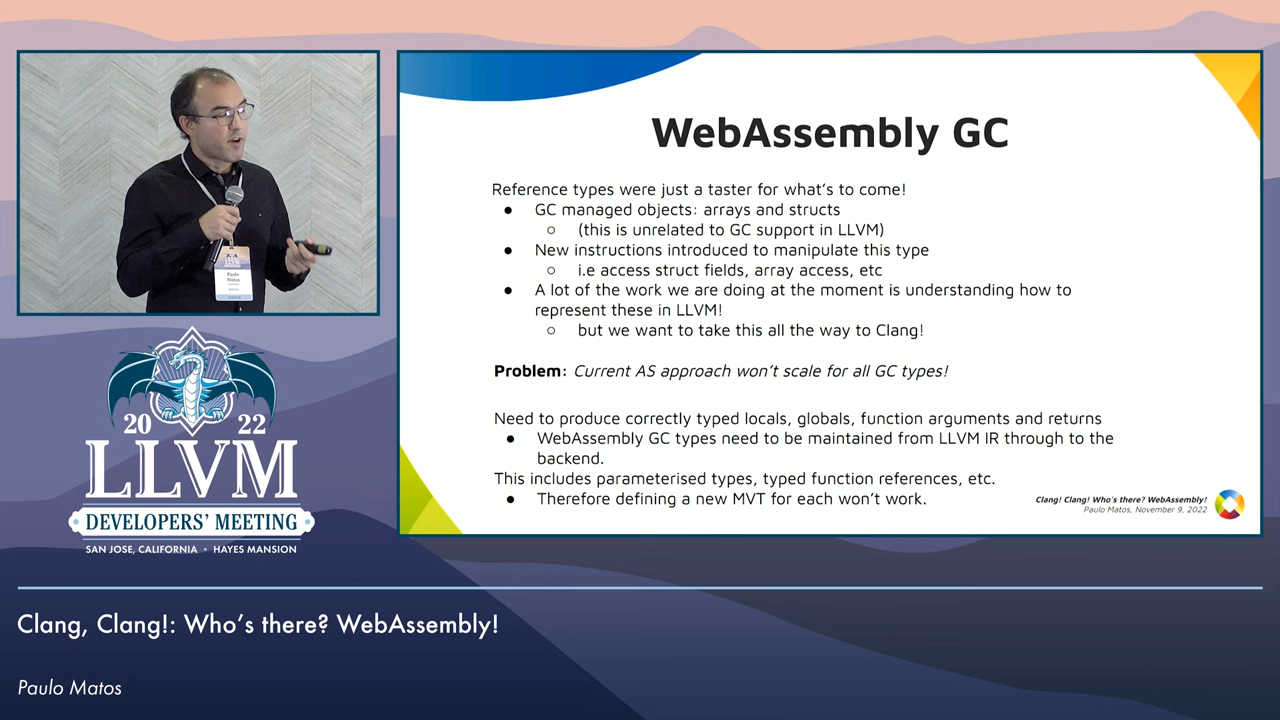 WebAssembly GC
Reference types were just a taster for what's to come!
● GC managed objects: arrays and structs
○ (this is unrelated to GC support in LLVM)
● New instructions introduced to manipulate this type
○ i.e access struct fields, array access, etc
● A lot of the work we are doing at the moment is understanding how to
represent these in LLVM!
○ but we want to take this all the way to Clang!
Problem: Current AS approach won't scale for all GC types!
Need to produce correctly typed locals, globals, function arguments and returns
● WebAssembly GC types need to be maintained from LLVM IR through to the
backend.
This includes parameterised types, typed function references, etc.
● Therefore defining a new MVT for each won't work.
Clang! Clang! Who's there? WebAssembly!
Paulo Matos, November 9, 2022
LLVM
Paulo
Matos
20 22
LLVM
DEVELOPERS' MEETING
SAN JOSE, CALIFORNIA • HAYES MANSION
Clang, Clang!: Who's there? WebAssembly!
Paulo Matos